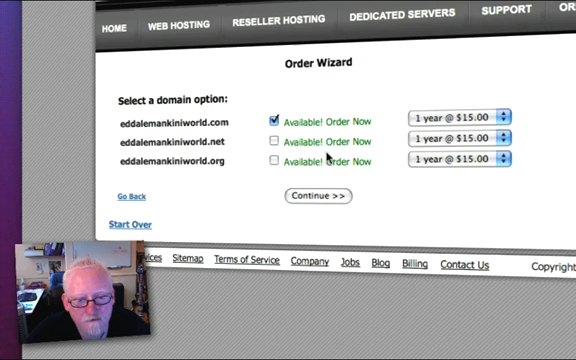 HOME WEB HOSTING RESELLER HOSTING DEDICATED SERVERS SUPPORT
Order Wizard
Select a domain option:
eddalemankiniworld.com Available! Order Now 1 year @ $15.00
eddalemankiniworld.net Available! Order Now 1 year @ $15.00
eddalemankiniworld.org Available! Order Now 1 year @ $15.00
Go Back Continue >>
Start Over
Sitemap Terms of Service Company Jobs Blog Billing Contact Us Copyright